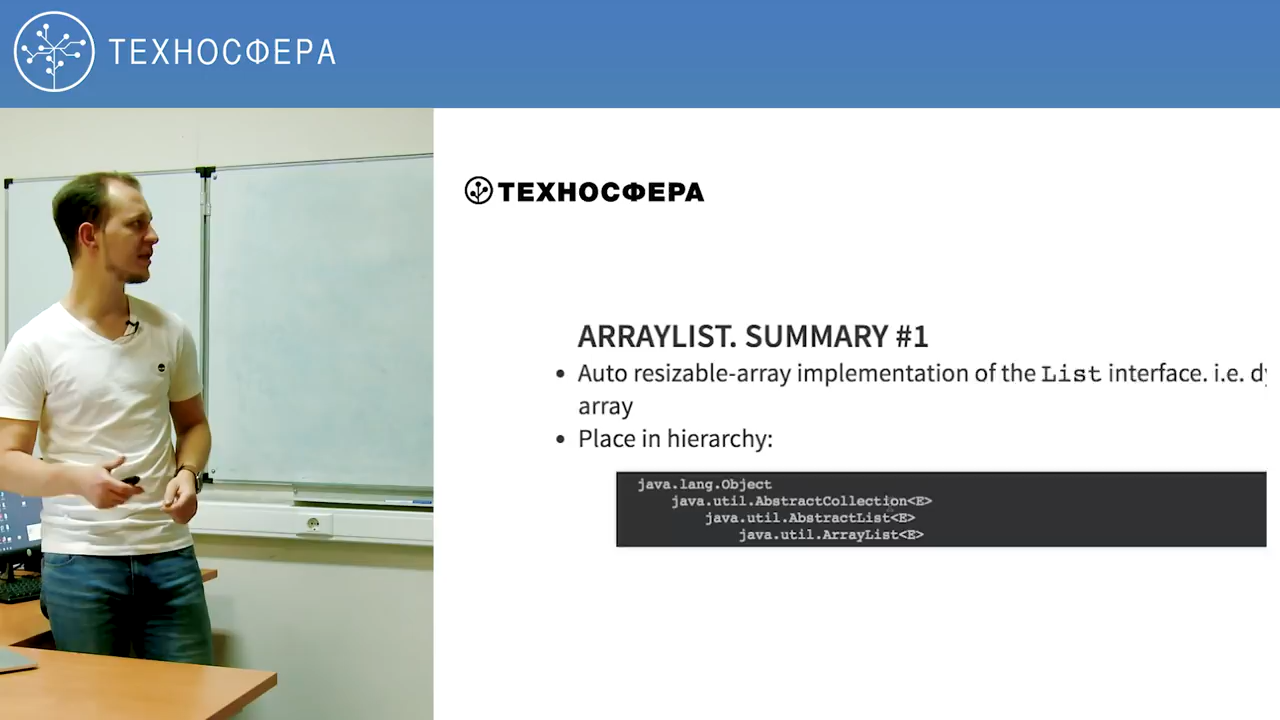 ТЕХНОСФЕРА
ТЕХНОСФЕРА
ARRAYLIST. SUMMARY #1
• Auto resizable-array implementation of the List interface. i.e.
array
• Place in hierarchy:
java.lang.Object
java.util.AbstractCollection<E>
java.util.AbstractList<E>
java.util.ArrayList<E>